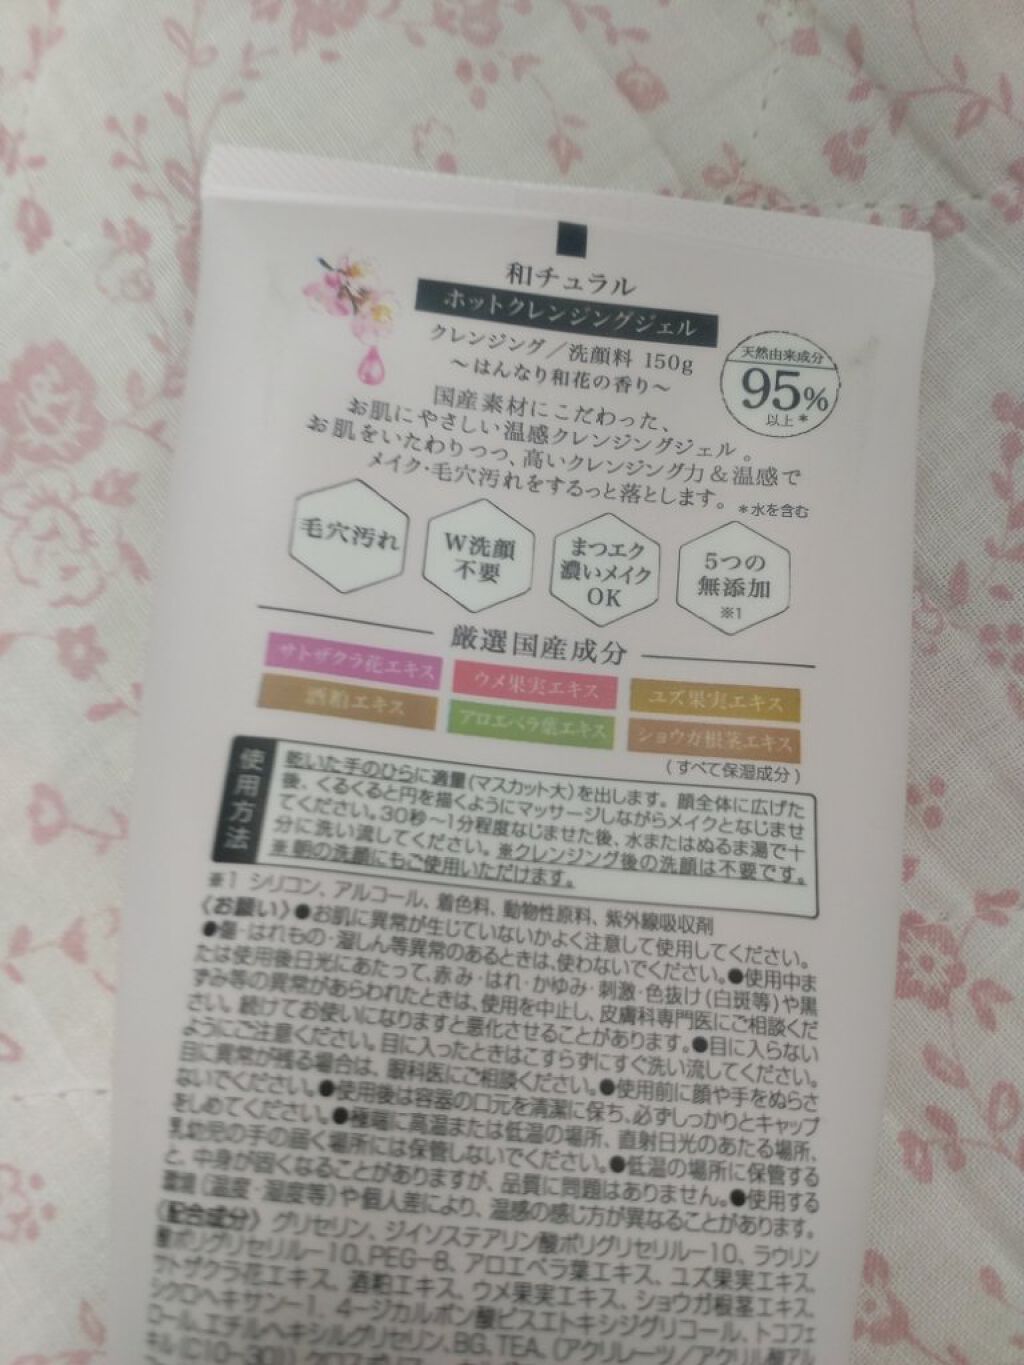 和チュラル
ホットクレンジングジェル
クレンジング／洗顔料 150g
～はんなり和花の香り～
天然由来成分
95%
以上*
国産素材にこだわった、
お肌にやさしい温感クレンジングジェル。
お肌をいたわりつつ、高いクレンジング力＆温感で
メイク・毛穴汚れをするっと落とします。 *水を含む
毛穴汚れ
W洗顔
不要
まつエク
濃いメイク
OK
5つの
無添加
※1
厳選国産成分
サトザクラ花エキス
ウメ果実エキス
ユズ果実エキス
酒粕エキス
アロエベラ葉エキス
ショウガ根茎エキス
(すべて保湿成分)
使用方法
乾いた手のひらに適量(マスカット大)を出します。顔全体に広げた
後、くるくると円を描くようにマッサージしながらメイクとなじませ
てください。30秒～1分程度なじませた後、水またはぬるま湯で十
分に洗い流してください。※クレンジング後の洗顔は不要です。
※朝の洗顔にもご使用いただけます。
※1 シリコン、アルコール、着色料、動物性原料、紫外線吸収剤
〈お願い〉●お肌に異常が生じていないかよく注意して使用してください。
●傷・はれもの・湿しん等異常のあるときは、使わないでください。●使用中ま
たは使用後日光にあたって、赤み・はれ・かゆみ・刺激・色抜け(白斑等)や黒
ずみ等の異常があらわれたときは、使用を中止し、皮膚科専門医にご相談くだ
さい。続けてお使いになりますと悪化させることがあります。●目に入らない
ようにご注意ください。目に入ったときはこすらずにすぐ洗い流してください。
目に異常が残る場合は、眼科医にご相談ください。●使用前に顔や手をぬらさ
ないでください。●使用後は容器の口元を清潔に保ち、必ずしっかりとキャップ
をしめてください。●極端に高温または低温の場所、直射日光のあたる場所、
乳幼児の手の届く場所には保管しないでください。●低温の場所に保管する
と、中身が固くなることがありますが、品質に問題はありません。●使用する
環境(温度・湿度等)や個人差により、温感の感じ方が異なることがあります。
〈配合成分〉グリセリン、ジイソステアリン酸ポリグリセリル-10、ラウリン
酸ポリグリセリル-10、PEG-8、アロエベラ葉エキス、ユズ果実エキス、
サトザクラ花エキス、酒粕エキス、ウメ果実エキス、ショウガ根茎エキス、
シクロヘキサン-1,4-ジカルボン酸ビスエトキシジグリコール、トコフェ
ロール、エチルヘキシルグリセリン、BG、TEA、(アクリレーツ/アクリル酸アル
キル(C10-30))